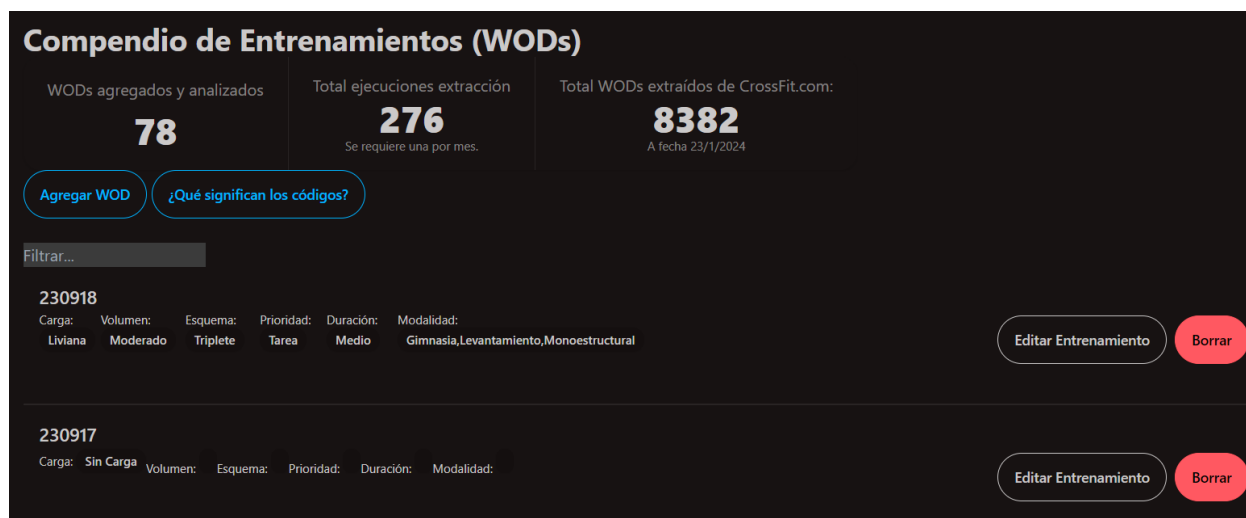 Compendio de Entrenamientos (WODs)
WODs agregados y analizados
78
Total ejecuciones extracción
276
Se requiere una por mes.
Total WODs extraídos de CrossFit.com:
8382
A fecha 23/1/2024
Agregar WOD
¿Qué significan los códigos?
Filtrar...
230918
Carga: Volumen: Esquema: Prioridad: Duración: Modalidad:
Liviana Moderado Triplete Tarea Medio Gimnasia,Levantamiento,Monoestructural
Editar Entrenamiento Borrar
230917
Carga: Sin Carga Volumen: Esquema: Prioridad: Duración: Modalidad:
Editar Entrenamiento Borrar